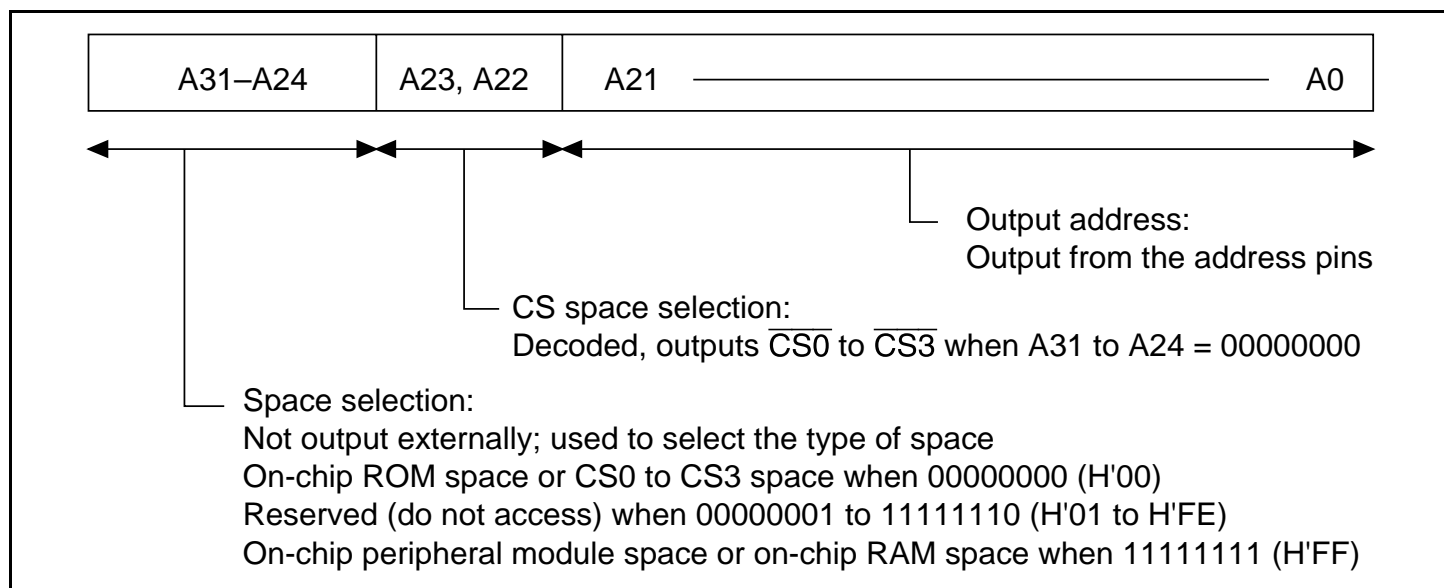 A31–A24 A23, A22 A21 A0
Output address:
Output from the address pins
CS space selection:
Decoded, outputs C̅S̅0̅ to C̅S̅3̅ when A31 to A24 = 00000000
Space selection:
Not output externally; used to select the type of space
On-chip ROM space or CS0 to CS3 space when 00000000 (H'00)
Reserved (do not access) when 00000001 to 11111110 (H'01 to H'FE)
On-chip peripheral module space or on-chip RAM space when 11111111 (H'FF)